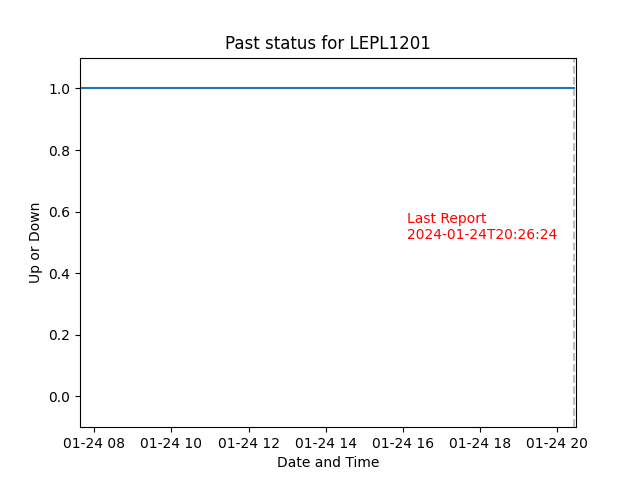 Past status for LEPL1201
1.0
0.8
0.6
0.4
0.2
0.0
Up or Down
Last Report
2024-01-24T20:26:24
01-24 08 01-24 10 01-24 12 01-24 14 01-24 16 01-24 18 01-24 20
Date and Time